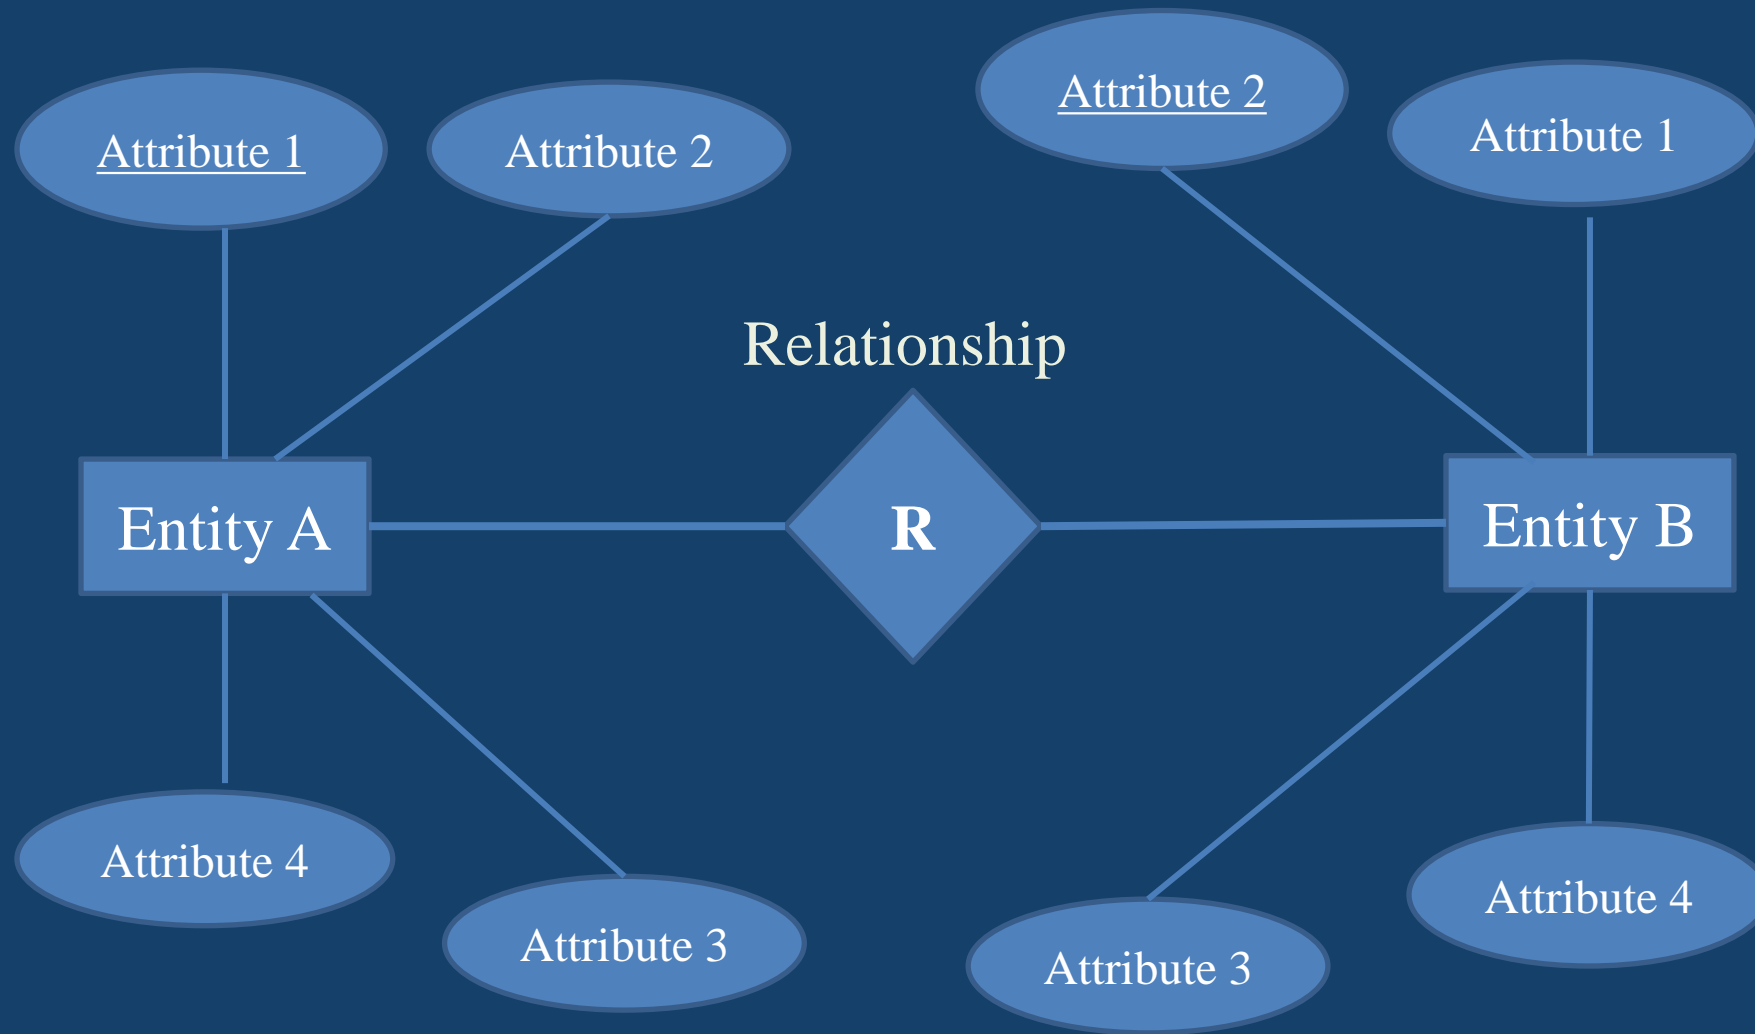 Attribute 1
Attribute 2
Attribute 2
Attribute 1
Relationship
Entity A
R
Entity B
Attribute 4
Attribute 3
Attribute 3
Attribute 4